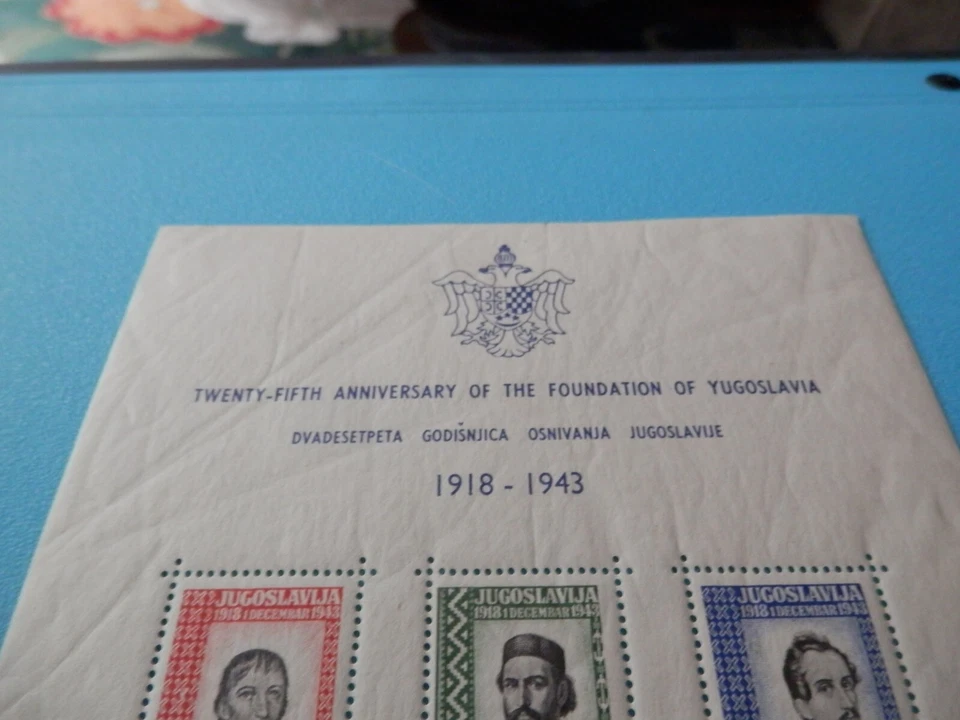 TWENTY-FIFTH ANNIVERSARY OF THE FOUNDATION OF YUGOSLAVIA
DVADESETPETA GODIŠNJICA OSNIVANJA JUGOSLAVIJE
1918 - 1943
JUGOSLAVIJA
1918 1 DECEMBAR 1943
JUGOSLAVIJA
1918 1 DECEMBAR 1943
JUGOSLAVIJA
1918 1 DECEMBAR 1943